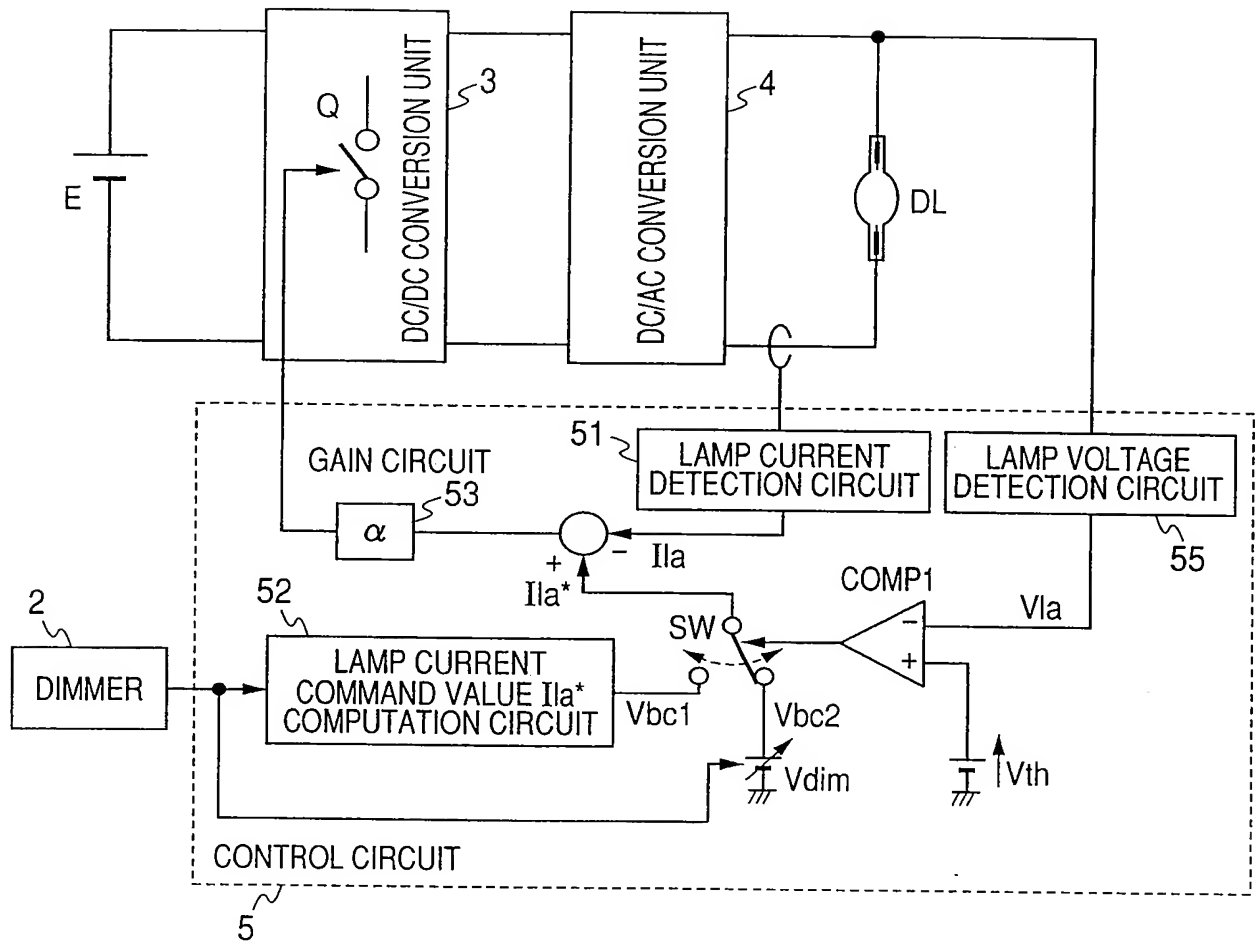 Q
DC/DC CONVERSION UNIT
3
DC/AC CONVERSION UNIT
4
E
DL
51
LAMP CURRENT
DETECTION CIRCUIT
LAMP VOLTAGE
DETECTION CIRCUIT
55
GAIN CIRCUIT
53
α
+
−
Ila
Ila*
COMP1
−
+
Vla
2
DIMMER
52
LAMP CURRENT
COMMAND VALUE Ila*
COMPUTATION CIRCUIT
SW
Vbc1
Vbc2
Vdim
Vth
CONTROL CIRCUIT
5